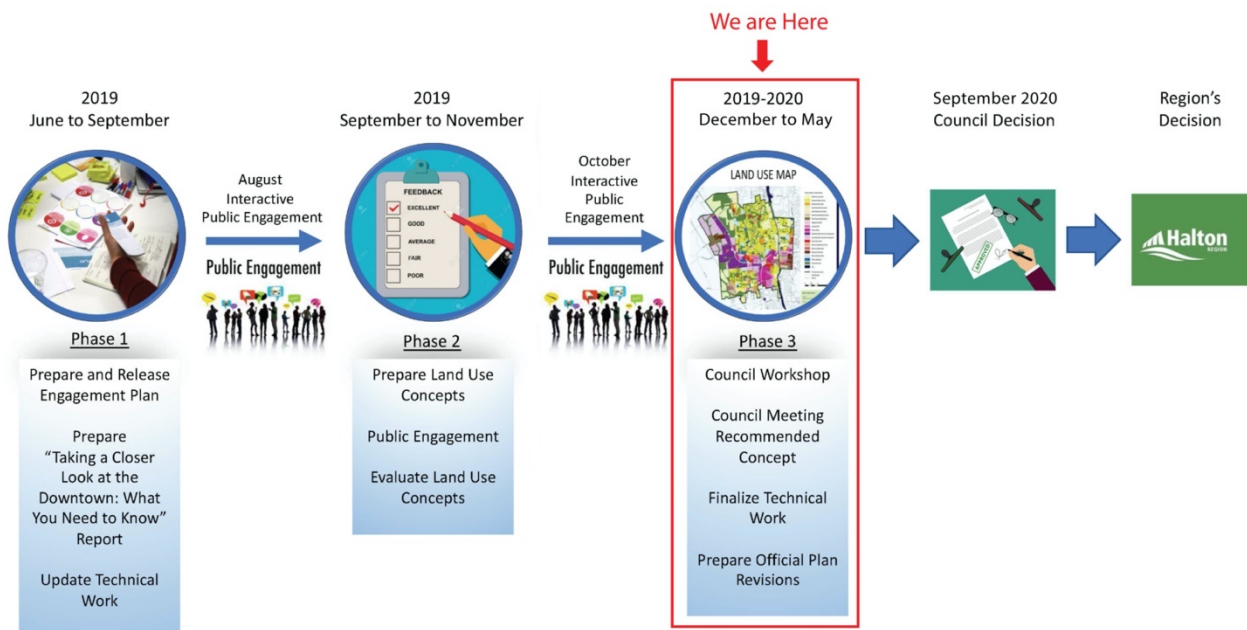 We are Here
2019
June to September
August
Interactive
Public Engagement
Public Engagement
2019
September to November
October
Interactive
Public
Engagement
Public Engagement
2019-2020
December to May
September 2020
Council Decision
Region's
Decision
FEEDBACK
EXCELLENT
GOOD
AVERAGE
FAIR
POOR
LAND USE MAP
APPROVED
Halton
REGION
Phase 1
Prepare and Release
Engagement Plan
Prepare
“Taking a Closer
Look at the
Downtown: What
You Need to Know”
Report
Update Technical
Work
Phase 2
Prepare Land Use
Concepts
Public Engagement
Evaluate Land Use
Concepts
Phase 3
Council Workshop
Council Meeting
Recommended
Concept
Finalize Technical
Work
Prepare Official Plan
Revisions